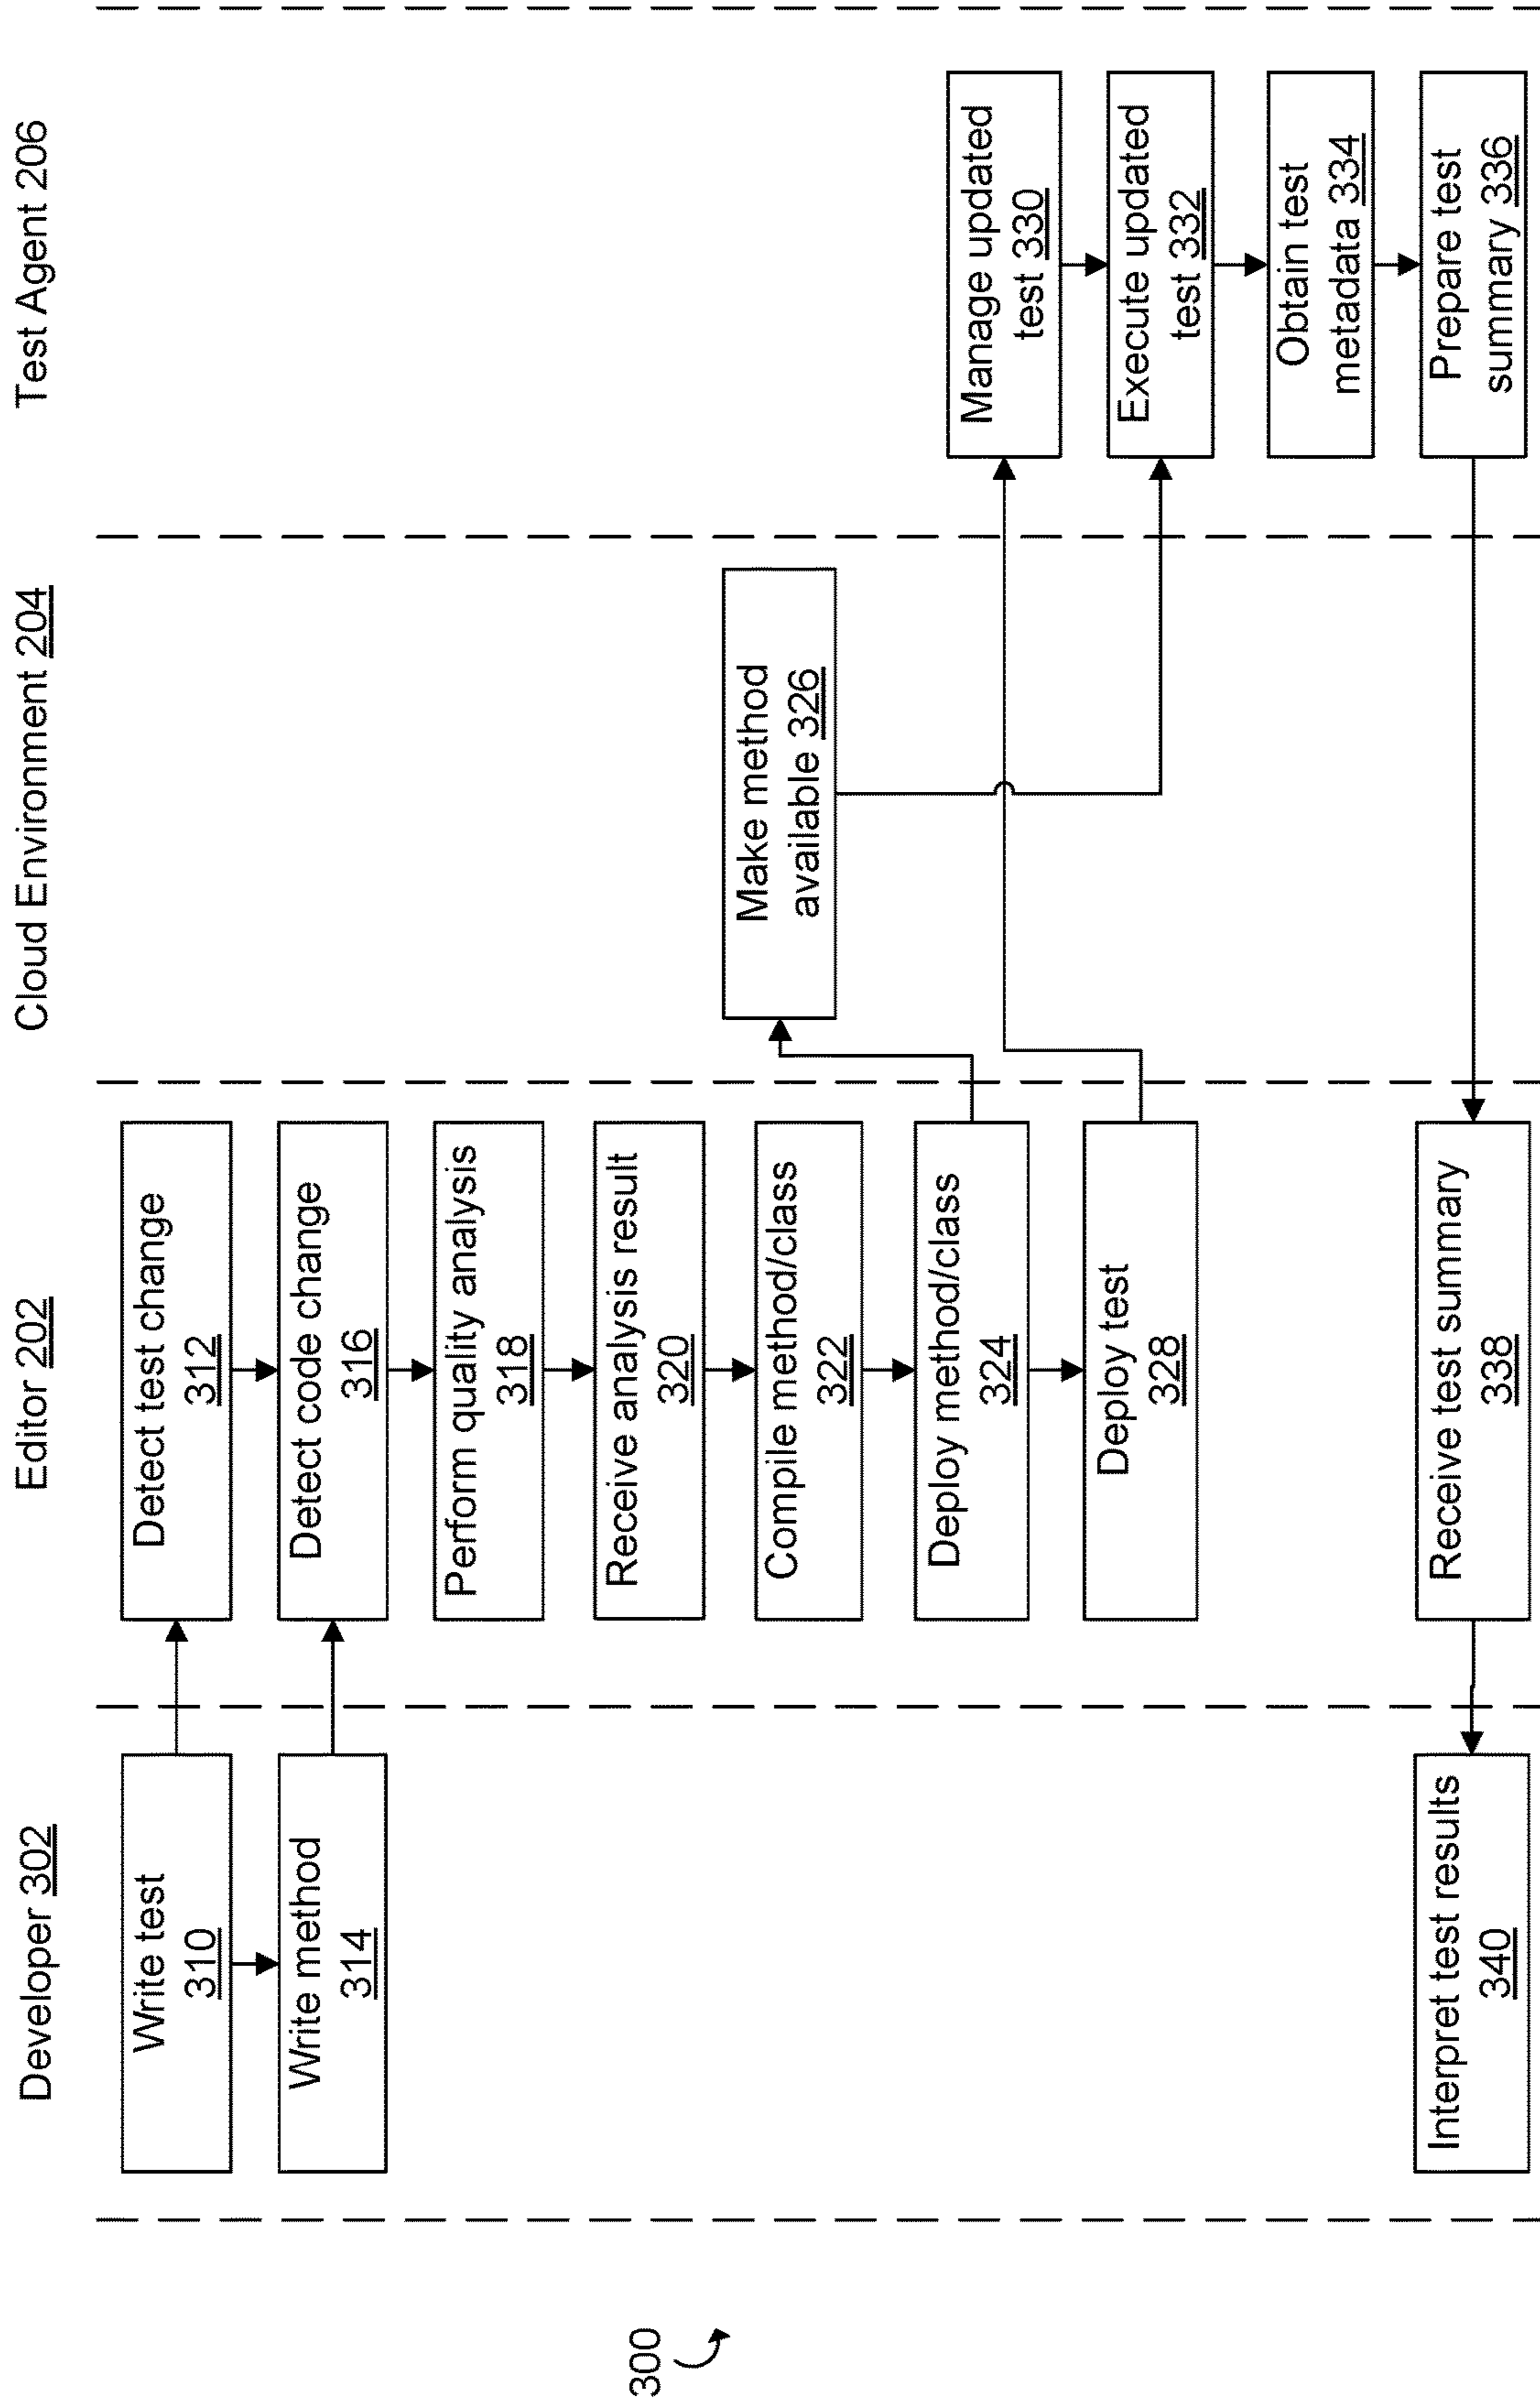 300
Developer 302
Editor 202
Cloud Environment 204
Test Agent 206
Write test
310
Detect test change
312
Write method
314
Detect code change
316
Perform quality analysis
318
Receive analysis result
320
Compile method/class
322
Deploy method/class
324
Make method
available 326
Deploy test
328
Manage updated
test 330
Execute updated
test 332
Obtain test
metadata 334
Prepare test
summary 336
Receive test summary
338
Interpret test results
340